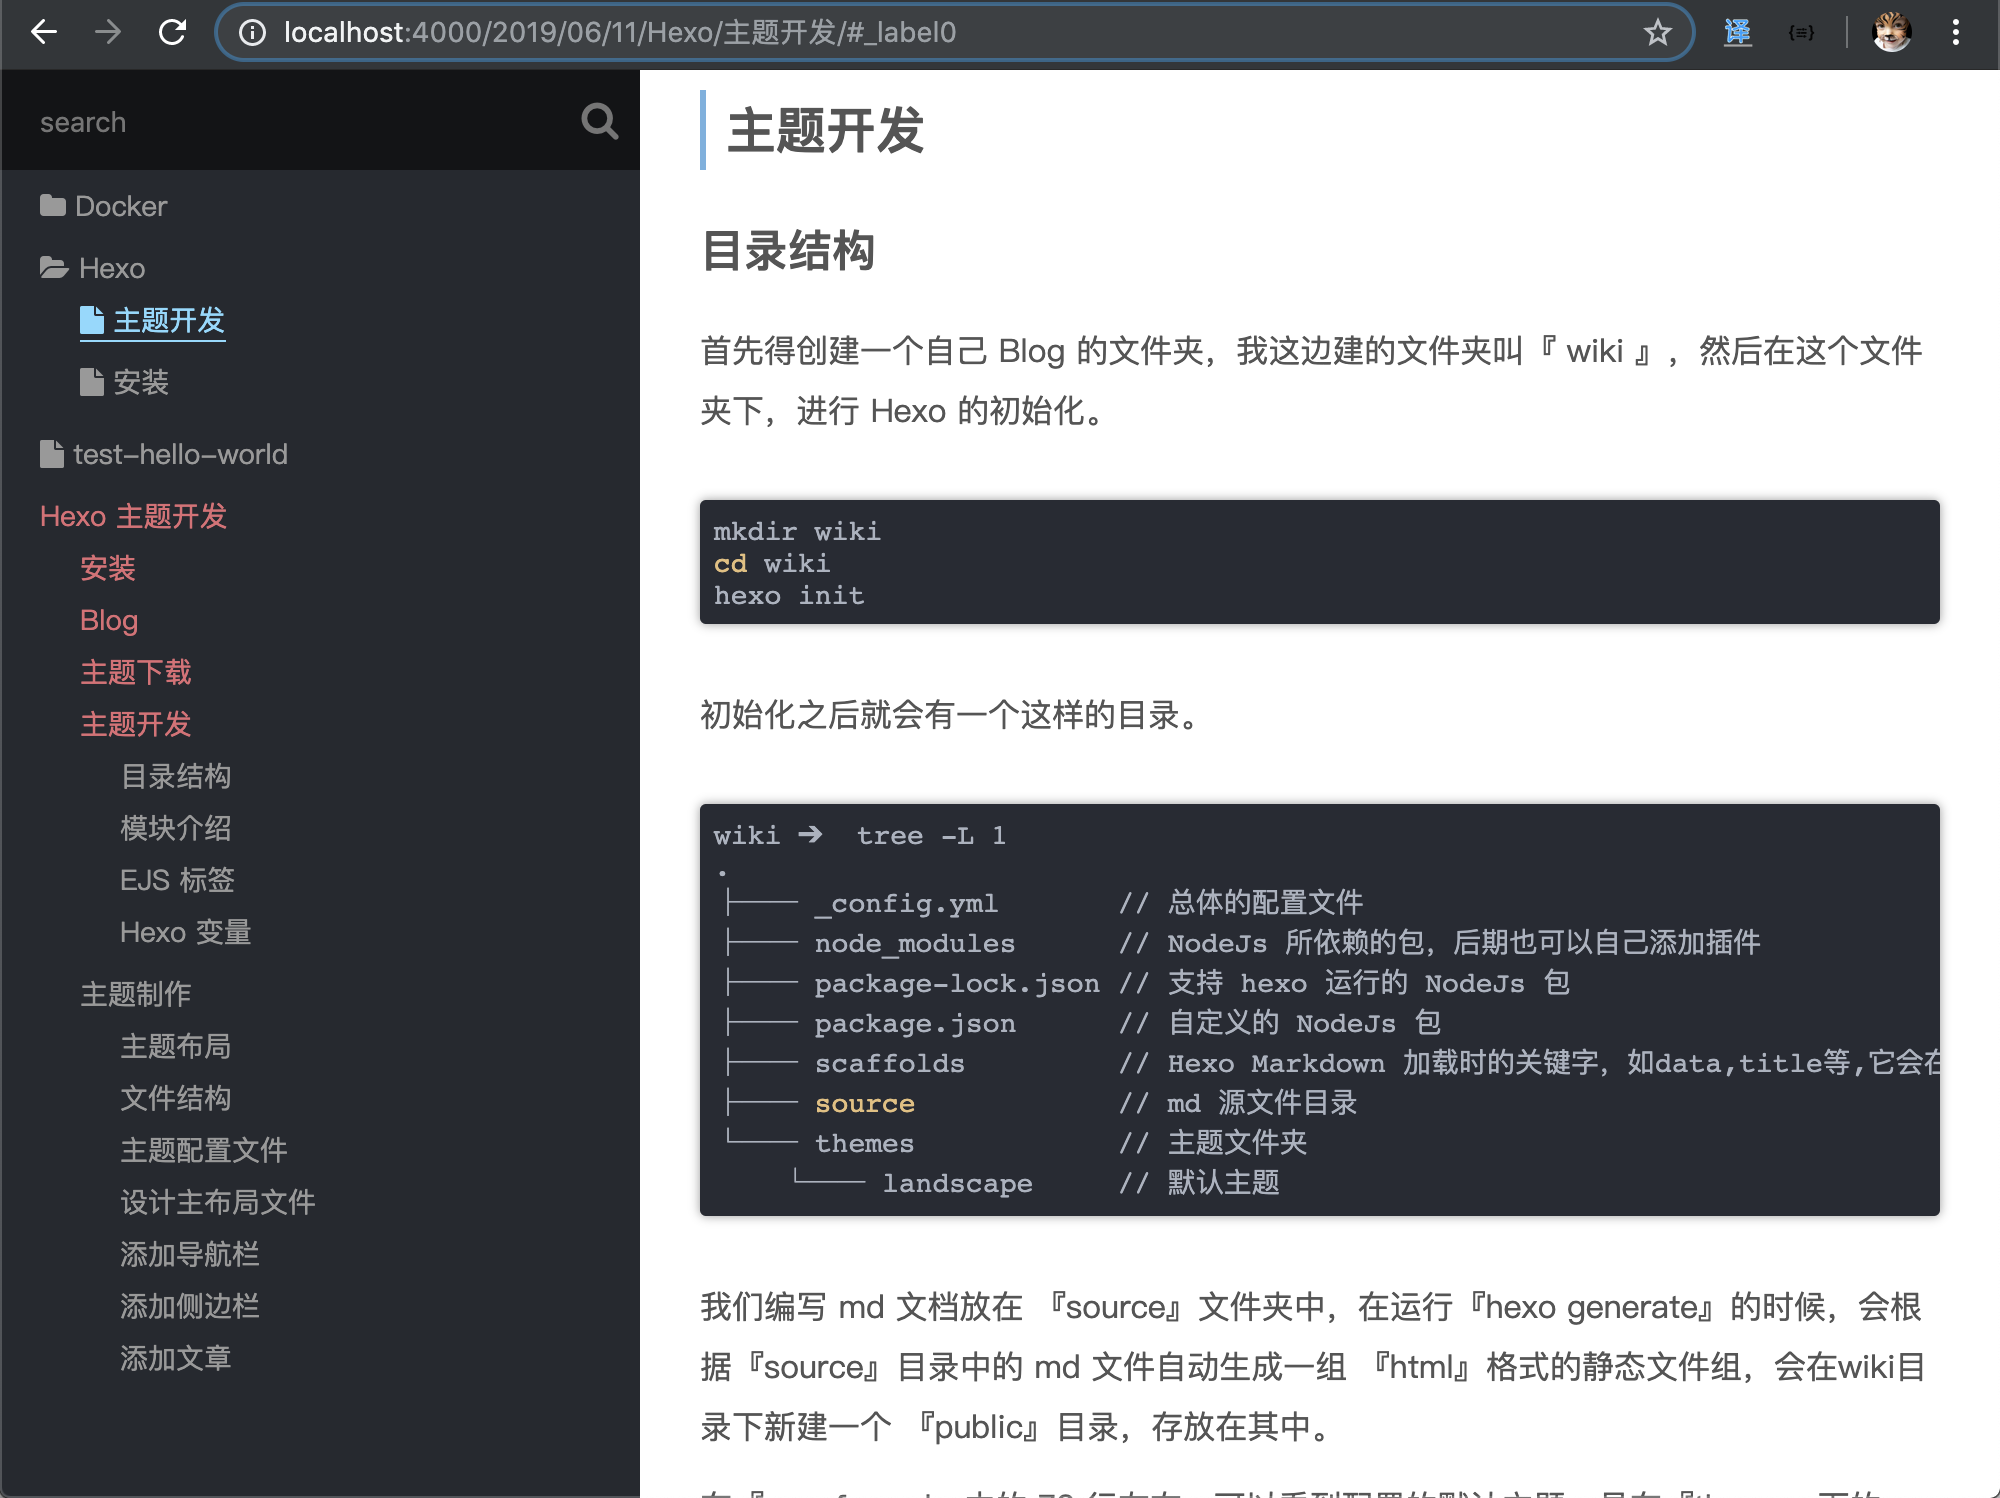 localhost:4000/2019/06/11/Hexo/主题开发/#_label0
译
{≡}
search
Docker
Hexo
主题开发
安装
test-hello-world
Hexo 主题开发
安装
Blog
主题下载
主题开发
目录结构
模块介绍
EJS 标签
Hexo 变量
主题制作
主题布局
文件结构
主题配置文件
设计主布局文件
添加导航栏
添加侧边栏
添加文章
主题开发
目录结构
首先得创建一个自己 Blog 的文件夹，我这边建的文件夹叫『 wiki 』，然后在这个文件
夹下，进行 Hexo 的初始化。
mkdir wiki
cd wiki
hexo init
初始化之后就会有一个这样的目录。
wiki ➔  tree -L 1
.
├── _config.yml       // 总体的配置文件
├── node_modules      // NodeJs 所依赖的包，后期也可以自己添加插件
├── package-lock.json // 支持 hexo 运行的 NodeJs 包
├── package.json      // 自定义的 NodeJs 包
├── scaffolds         // Hexo Markdown 加载时的关键字，如data,title等,它会在
├── source            // md 源文件目录
└── themes            // 主题文件夹
    └── landscape     // 默认主题
我们编写 md 文档放在 『source』文件夹中，在运行『hexo generate』的时候，会根
据『source』目录中的 md 文件自动生成一组 『html』格式的静态文件组，会在wiki目
录下新建一个 『public』目录，存放在其中。